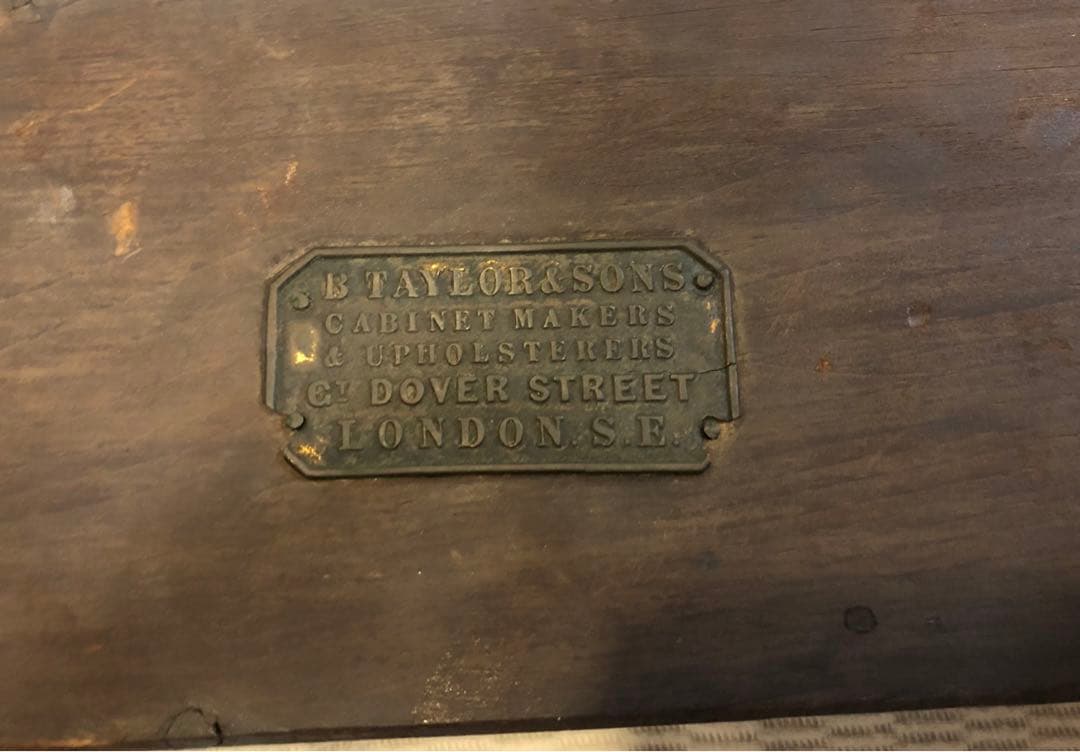 B TAYLOR & SONS
CABINET MAKERS
& UPHOLSTERERS
GT DOVER STREET
LONDON. S.E.